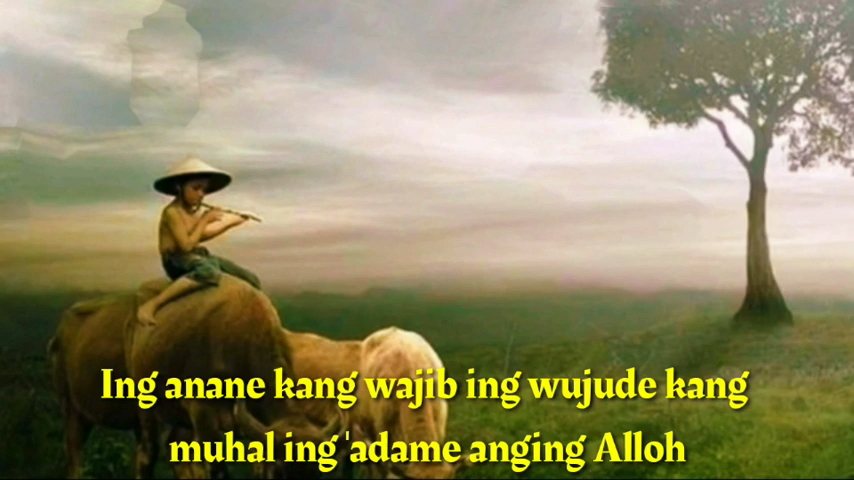 Ing anane kang wajib ing wujude kang
muhal ing 'adame anging Alloh